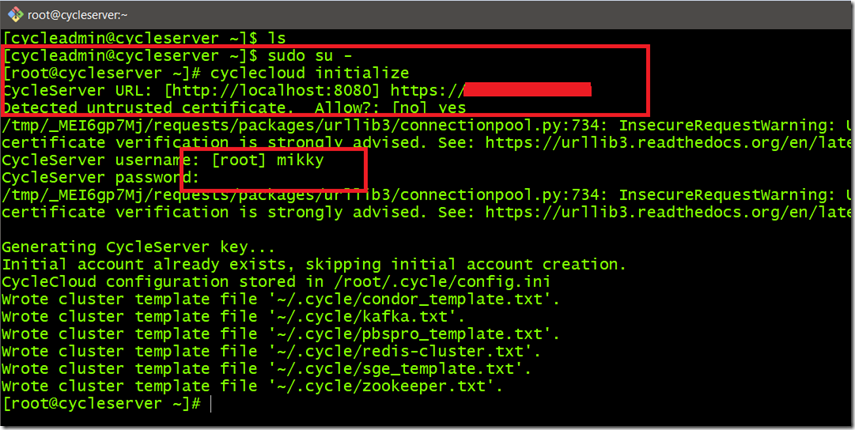 root@cycleserver:~
[cycleadmin@cycleserver ~]$ ls
[cycleadmin@cycleserver ~]$ sudo su -
[root@cycleserver ~]# cyclecloud initialize
CycleServer URL: [http://localhost:8080] https://
Detected untrusted certificate.  Allow?: [no] yes
/tmp/_MEI6gp7Mj/requests/packages/urllib3/connectionpool.py:734: InsecureRequestWarning: U
certificate verification is strongly advised. See: https://urllib3.readthedocs.org/en/late
CycleServer username: [root] mikky
CycleServer password:
/tmp/_MEI6gp7Mj/requests/packages/urllib3/connectionpool.py:734: InsecureRequestWarning: U
certificate verification is strongly advised. See: https://urllib3.readthedocs.org/en/late
Generating CycleServer key...
Initial account already exists, skipping initial account creation.
CycleCloud configuration stored in /root/.cycle/config.ini
Wrote cluster template file '~/.cycle/condor_template.txt'.
Wrote cluster template file '~/.cycle/kafka.txt'.
Wrote cluster template file '~/.cycle/pbspro_template.txt'.
Wrote cluster template file '~/.cycle/redis-cluster.txt'.
Wrote cluster template file '~/.cycle/sge_template.txt'.
Wrote cluster template file '~/.cycle/zookeeper.txt'.
[root@cycleserver ~]#